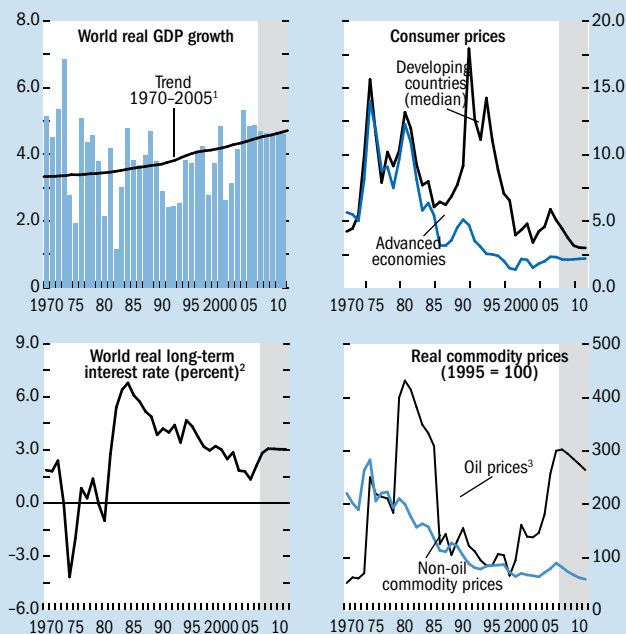 World real GDP growth
8.0
6.0
4.0
2.0
0
Trend
1970–2005¹
1970 75 80 85 90 95 2000 05 10
Consumer prices
20.0
15.0
10.0
5.0
0.0
Developing
countries
(median)
Advanced
economies
1970 75 80 85 90 95 2000 05 10
World real long-term
interest rate (percent)²
9.0
6.0
3.0
0.0
–3.0
–6.0
1970 75 80 85 90 95 2000 05 10
Real commodity prices
(1995 = 100)
500
400
300
200
100
0
Oil prices³
Non-oil
commodity prices
1970 75 80 85 90 95 2000 05 10